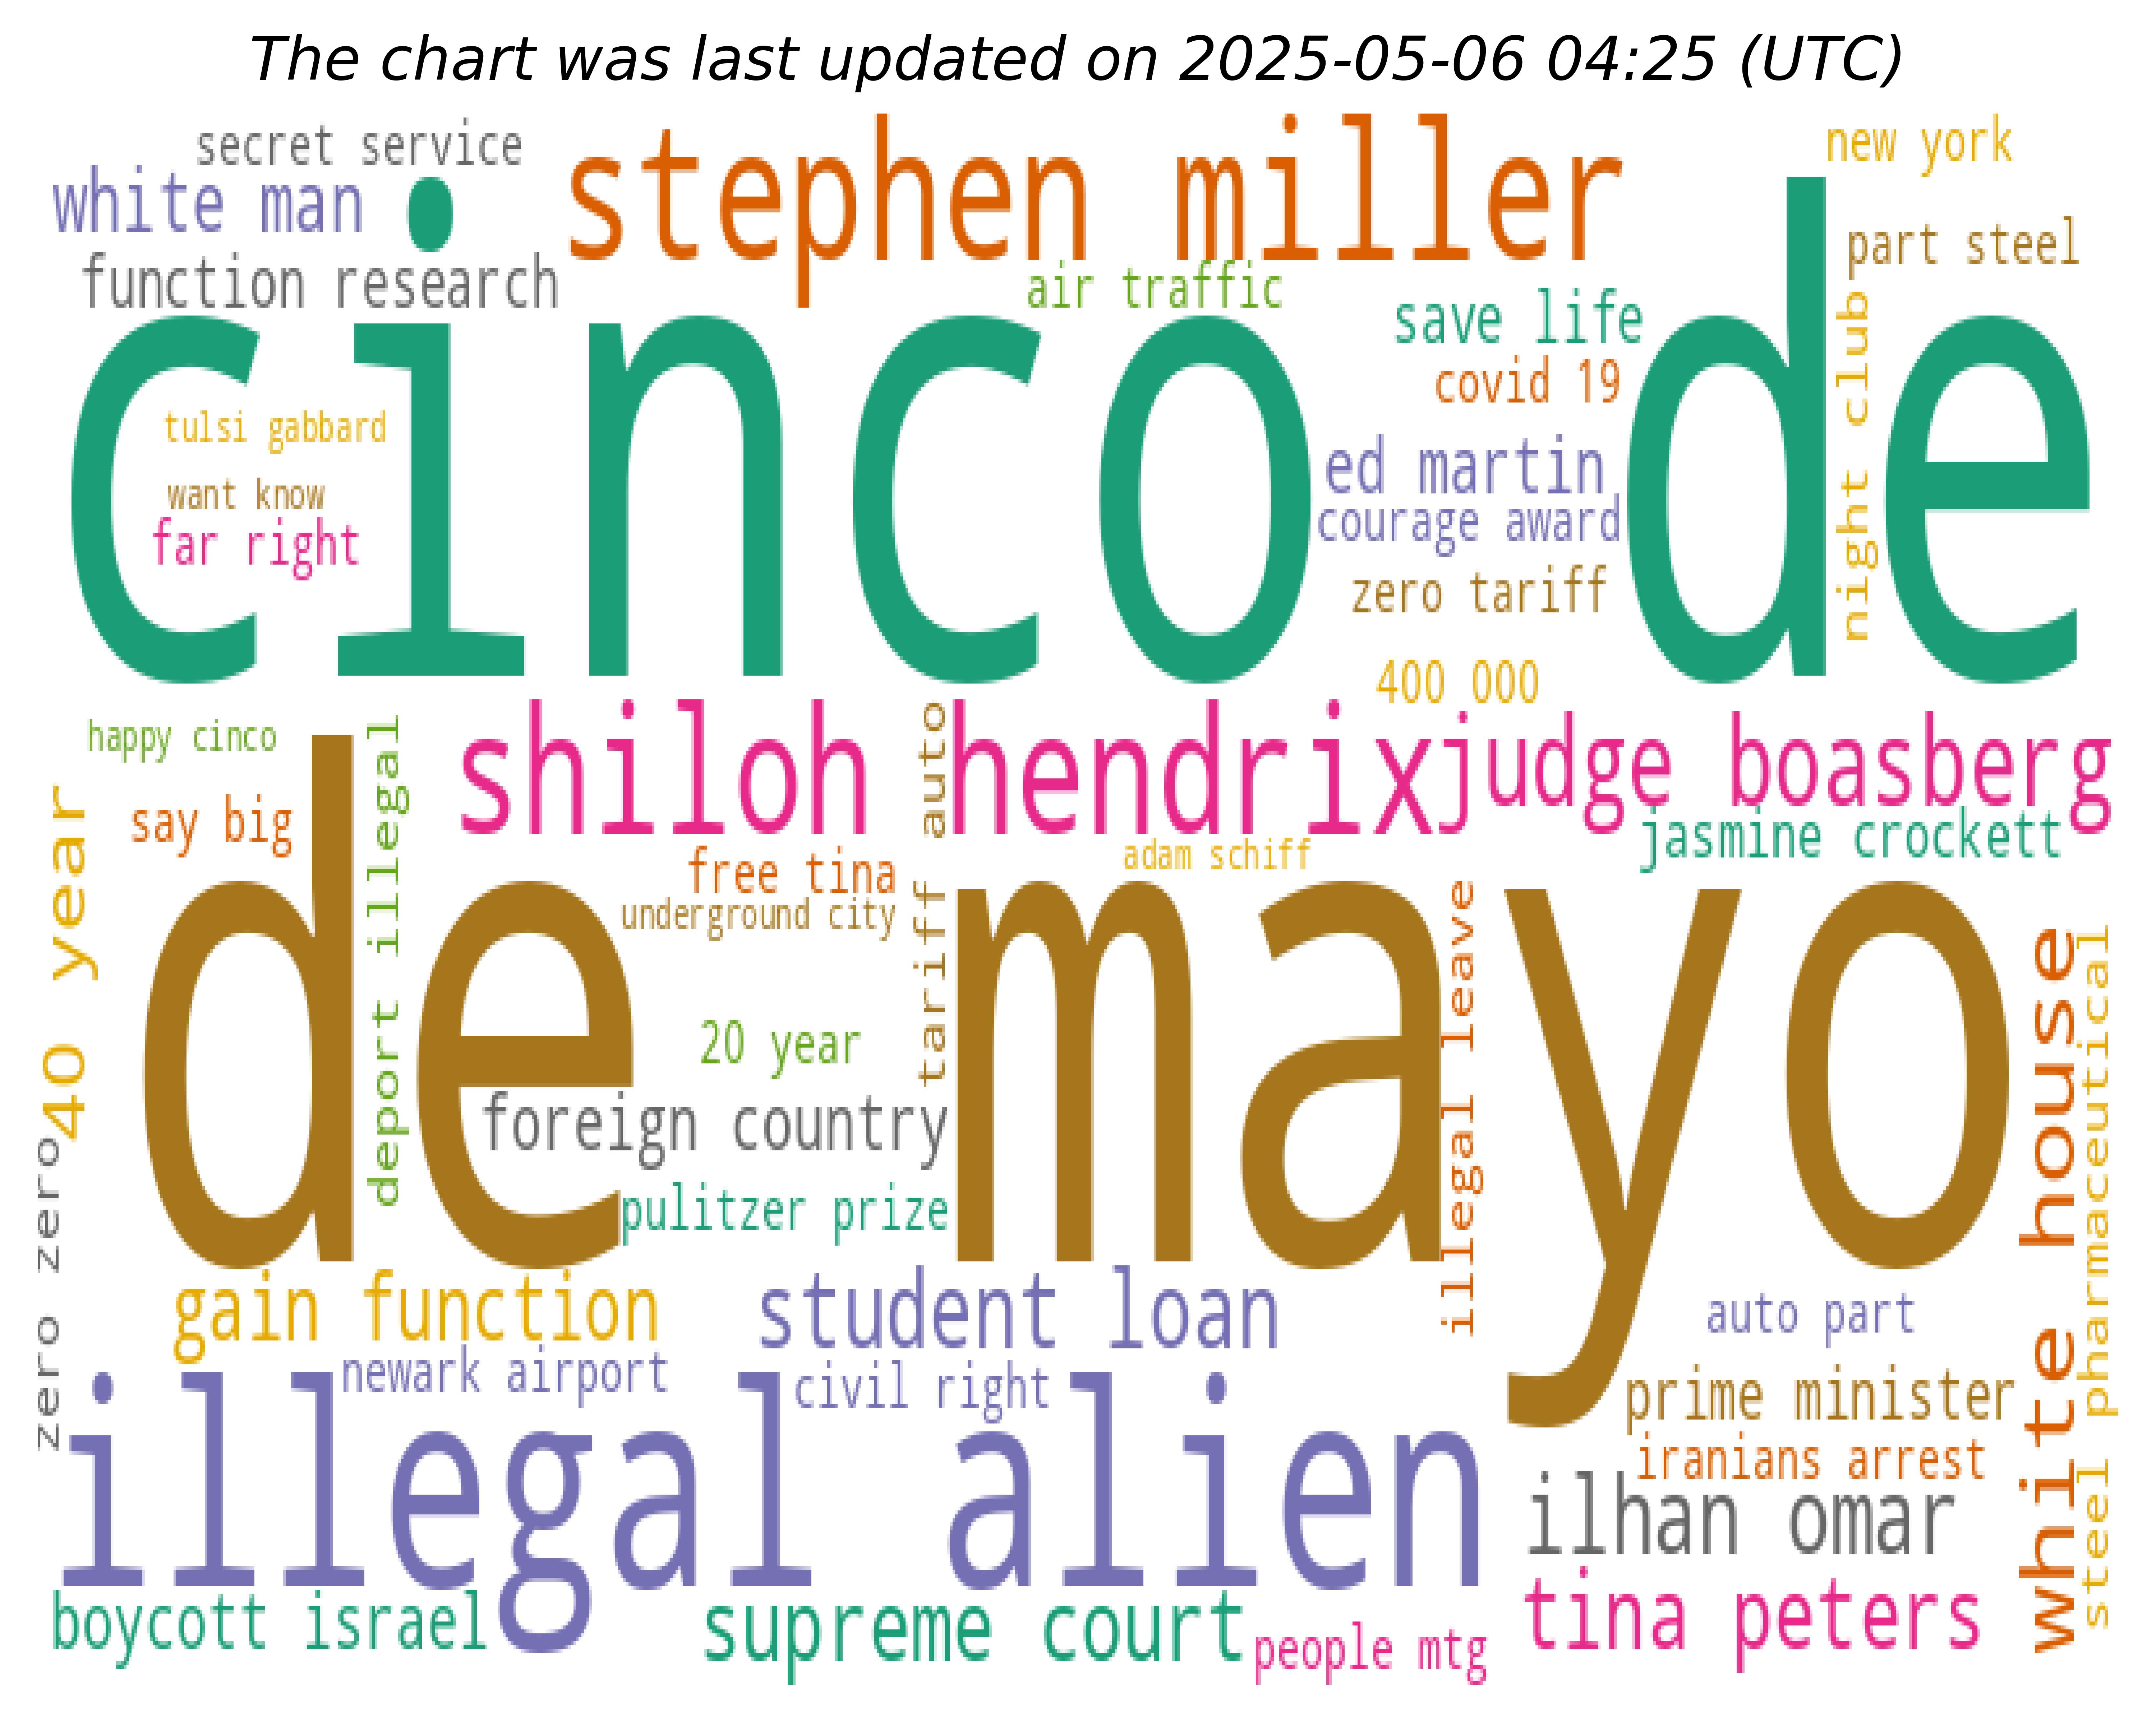 The chart was last updated on 2025-05-06 04:25 (UTC)
secret service
stephen miller
new york
white man
function research
air traffic
part steel
save life
cinco de
covid 19
night club
tulsi gabbard
ed martin
want know
courage award
far right
zero tariff
400 000
happy cinco
shiloh hendrix
judge boasberg
say big
deport illegal
tariff auto
jasmine crockett
free tina
adam schiff
40 year
underground city
de mayo
illegal leave
white house
steel pharmaceutical
20 year
foreign country
pulitzer prize
zero zero
gain function
student loan
auto part
newark airport
civil right
prime minister
illegal alien
iranians arrest
ilhan omar
boycott israel
supreme court
people mtg
tina peters